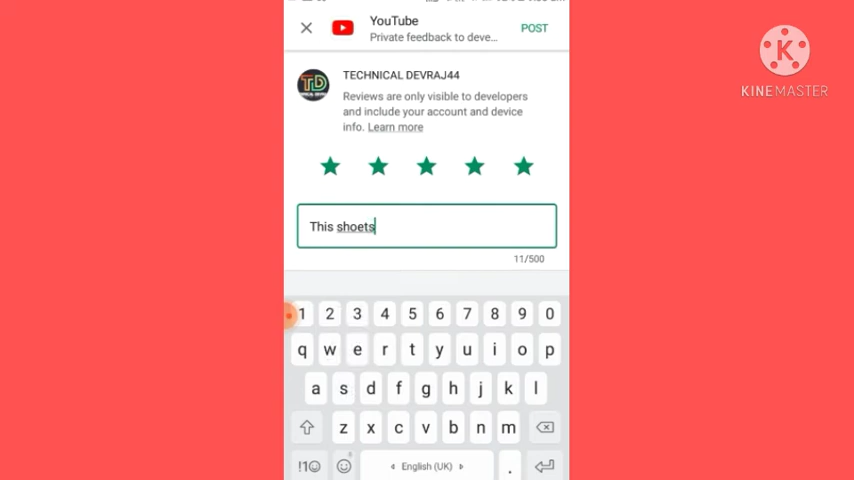 YouTube
Private feedback to deve...
POST
TECHNICAL DEVRAJ44
Reviews are only visible to developers
and include your account and device
info. Learn more
This shoets
11/500
1 2 3 4 5 6 7 8 9 0
q w e r t y u i o p
a s d f g h j k l
z x c v b n m
!1☺ English (UK) .
K
KINEMASTER
TD